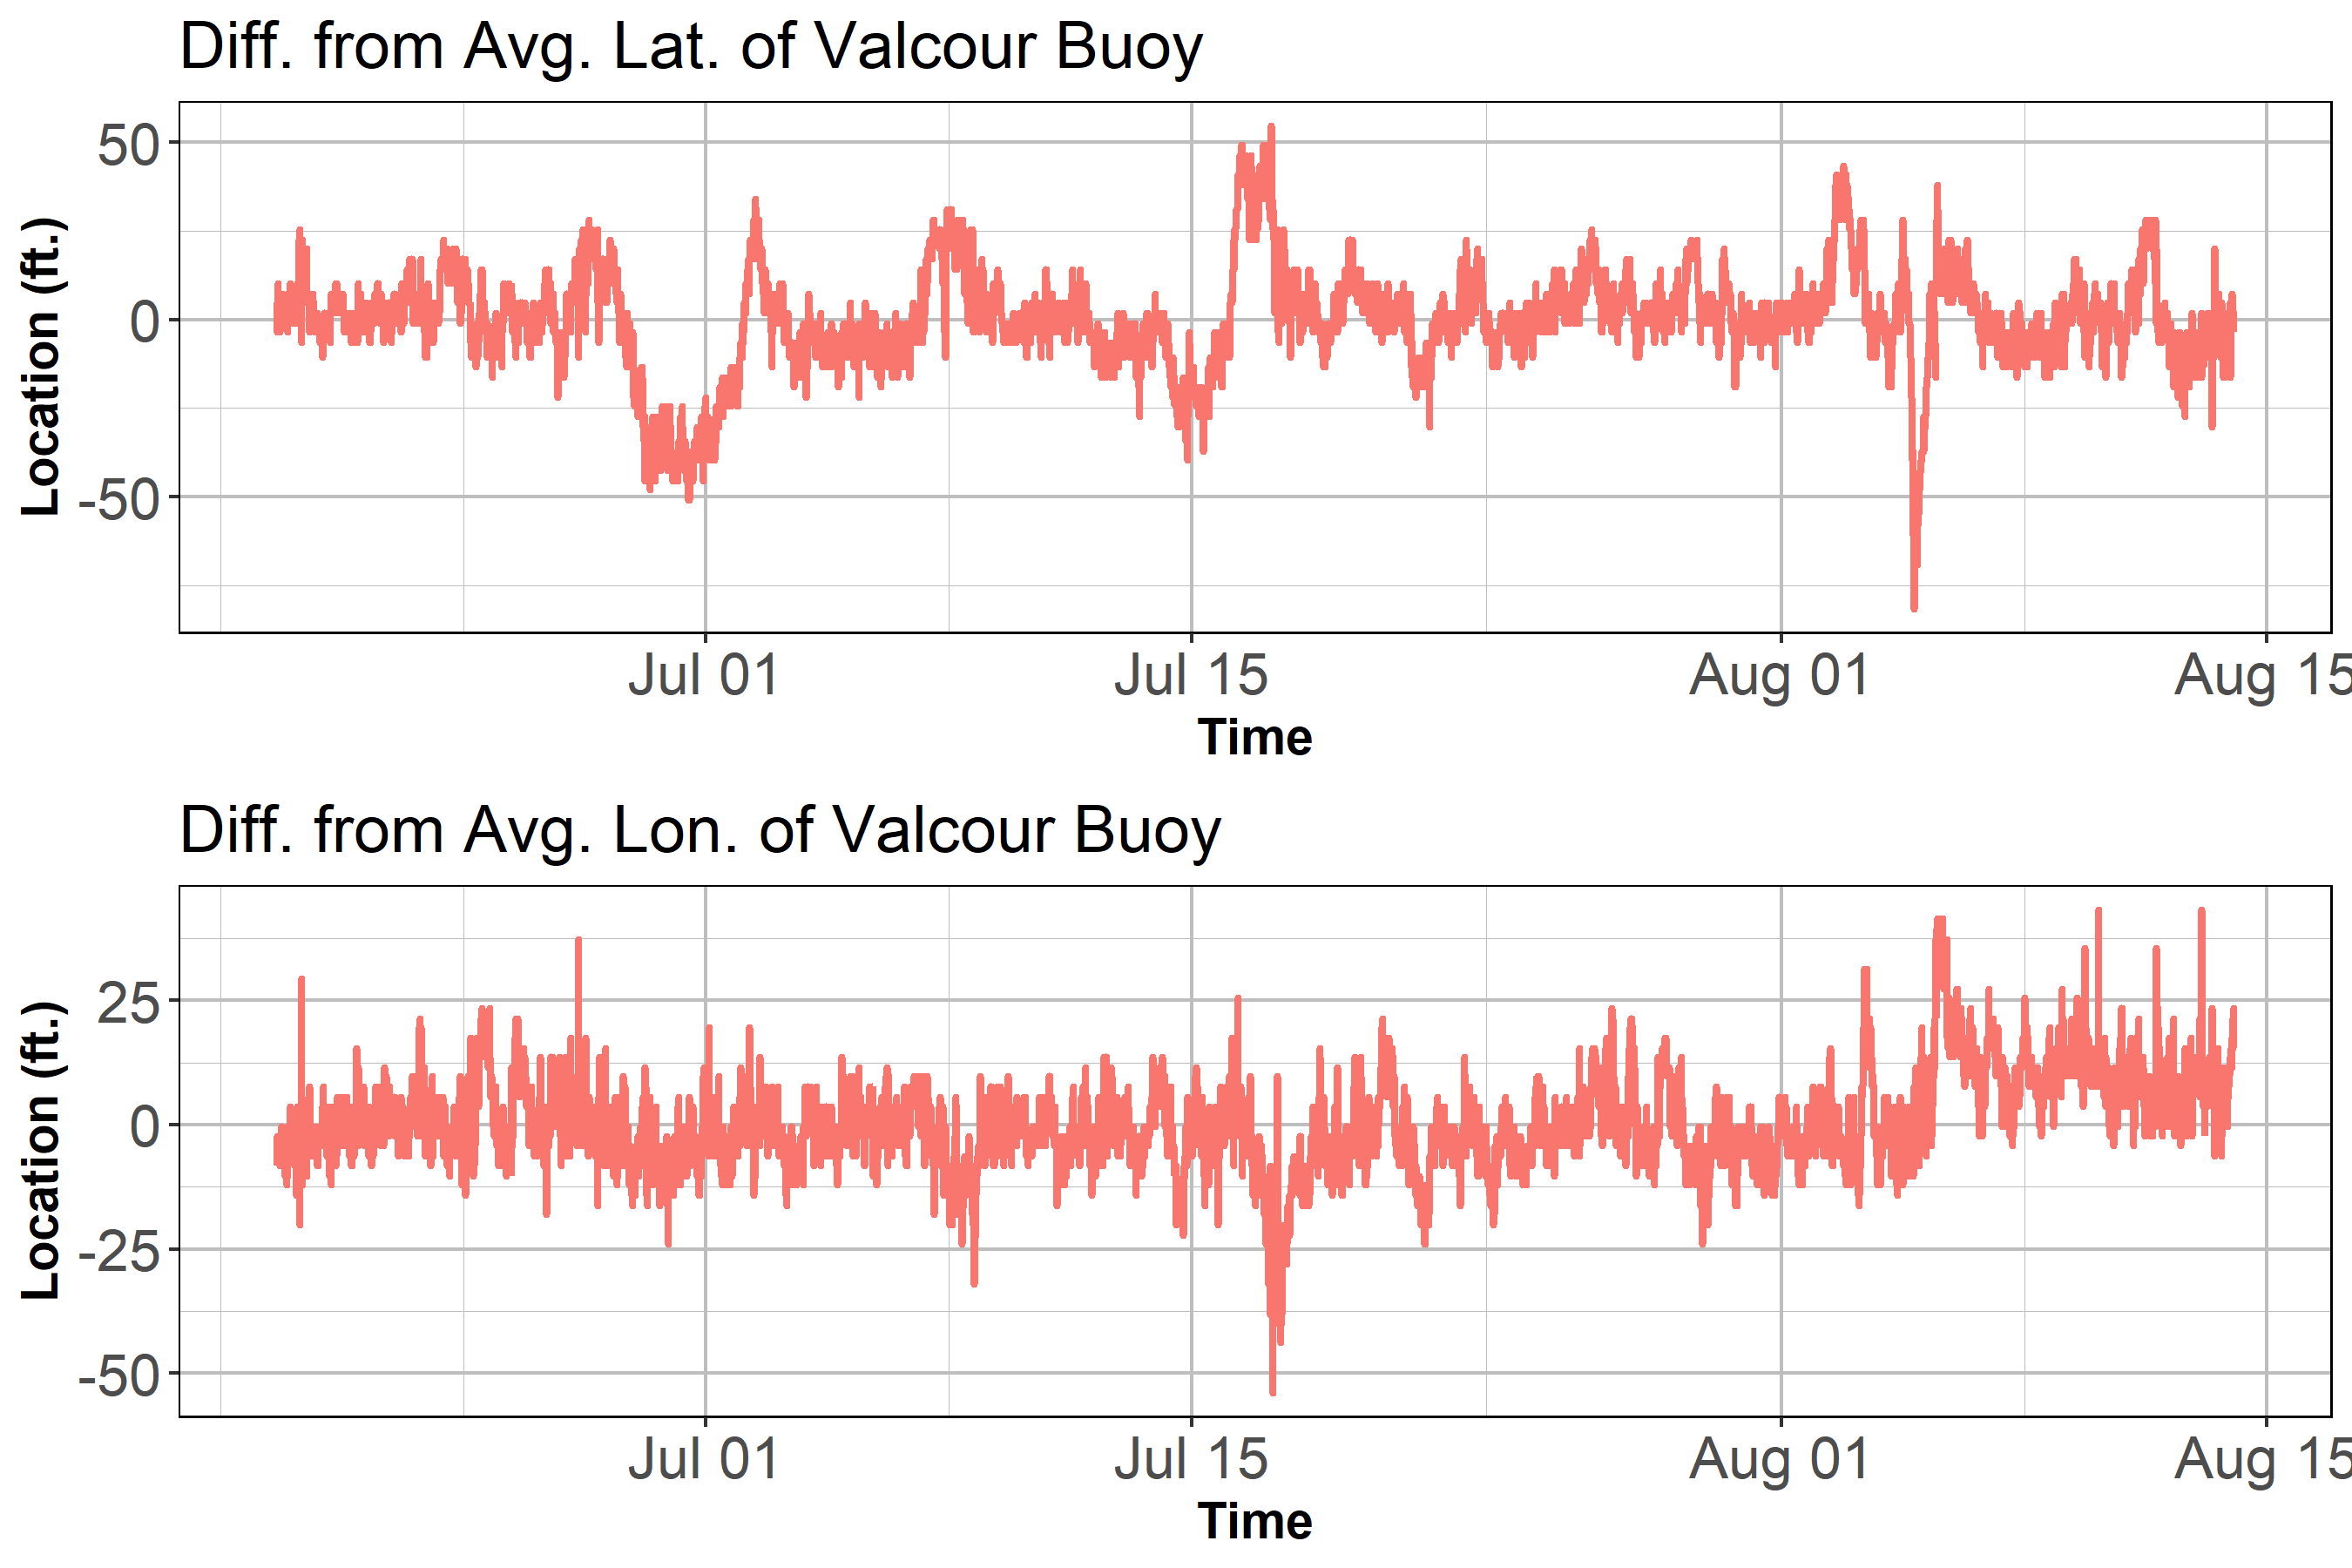 Diff. from Avg. Lat. of Valcour Buoy
Location (ft.)
50
0
-50
Jul 01
Jul 15
Aug 01
Aug 15
Time
Diff. from Avg. Lon. of Valcour Buoy
Location (ft.)
25
0
-25
-50
Jul 01
Jul 15
Aug 01
Aug 15
Time